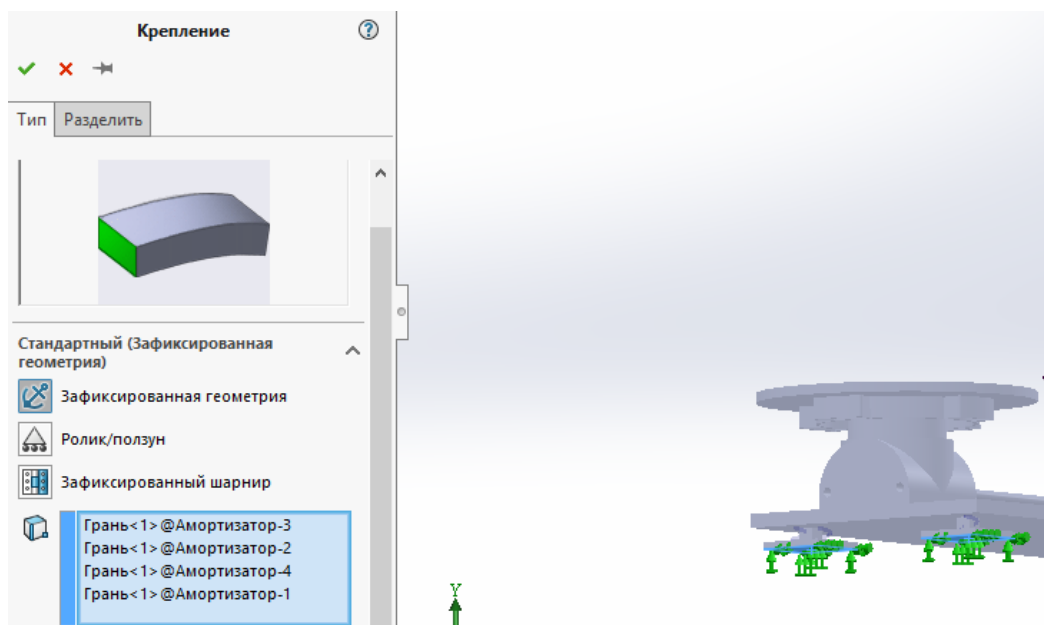 Крепление
Тип
Разделить
Стандартный (Зафиксированная
геометрия)
Зафиксированная геометрия
Ролик/ползун
Зафиксированный шарнир
Грань<1>@Амортизатор-3
Грань<1>@Амортизатор-2
Грань<1>@Амортизатор-4
Грань<1>@Амортизатор-1
Y